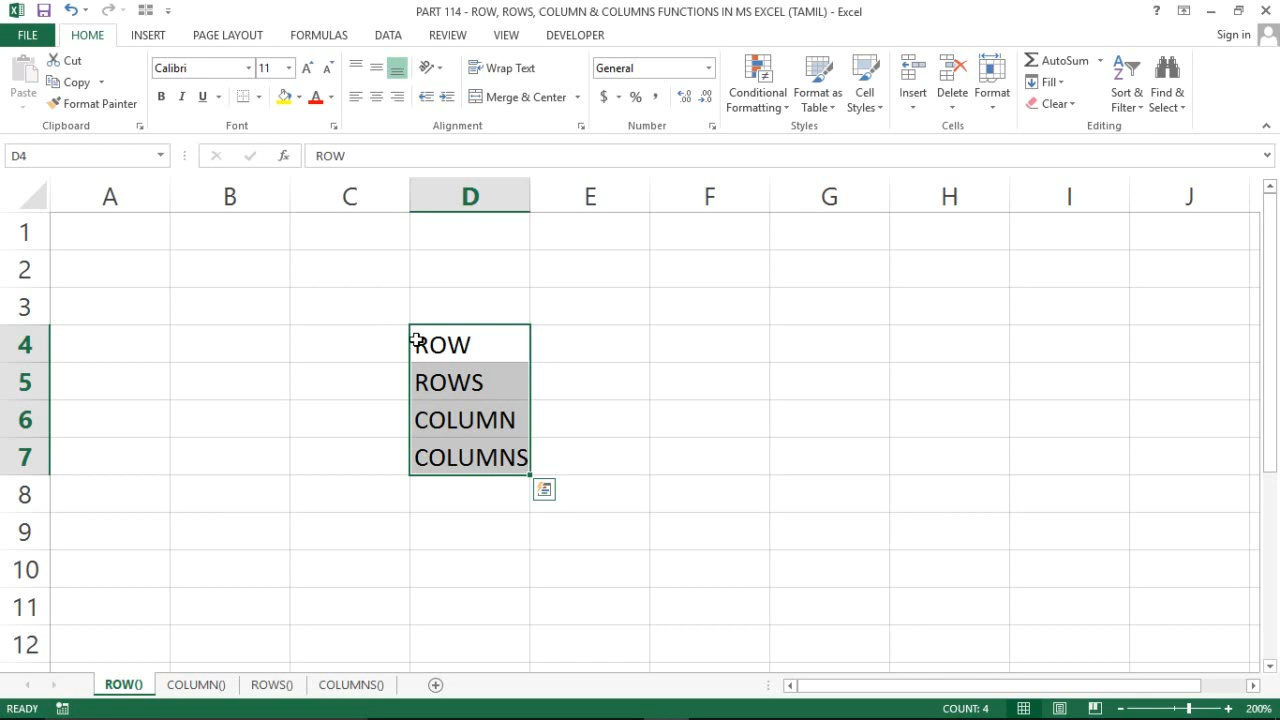 PART 114 - ROW, ROWS, COLUMN & COLUMNS FUNCTIONS IN MS EXCEL (TAMIL) - Excel
FILE HOME INSERT PAGE LAYOUT FORMULAS DATA REVIEW VIEW DEVELOPER Sign in
Paste
Cut
Copy
Format Painter
Clipboard
Calibri 11
B I U
Font
Wrap Text
Merge & Center
Alignment
General
$ % ,
Number
Conditional Formatting
Format as Table
Cell Styles
Styles
Insert
Delete
Format
Cells
AutoSum
Fill
Clear
Sort & Filter
Find & Select
Editing
D4 fx ROW
A B C D E F G H I J
1
2
3
4 ROW
5 ROWS
6 COLUMN
7 COLUMNS
8
9
10
11
12
ROW() COLUMN() ROWS() COLUMNS()
READY COUNT: 4 200%